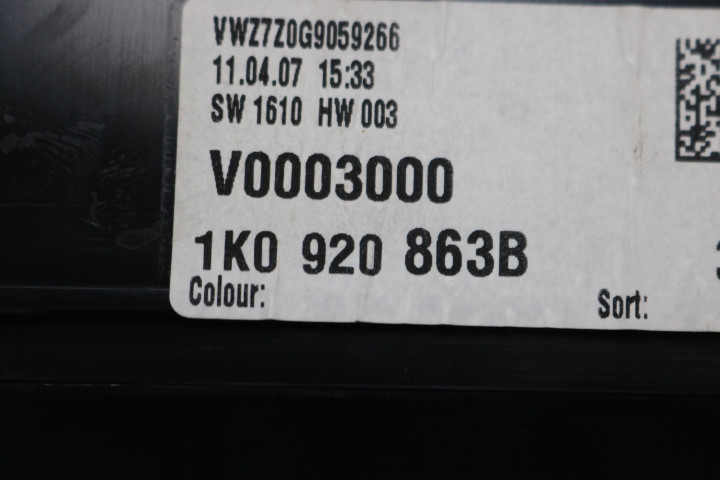 VWZ7Z0G9059266
11.04.07 15:33
SW 1610 HW 003
V0003000
1K0 920 863B
Colour:
Sort: